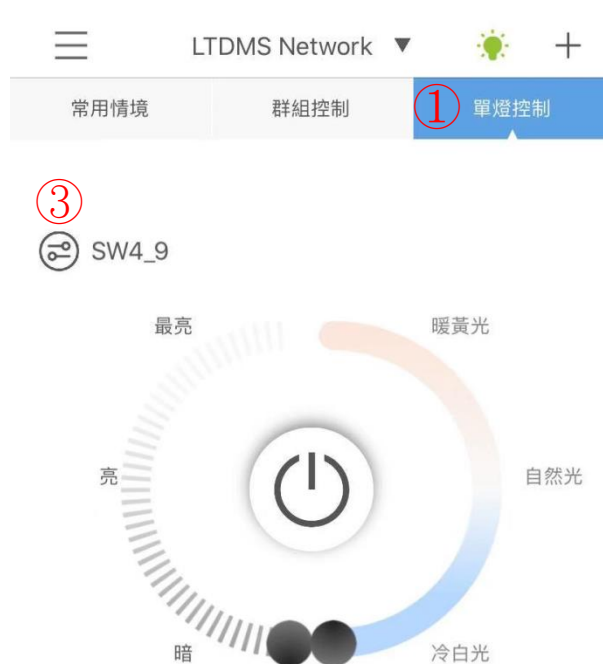 LTDMS Network ▼
常用情境 群組控制 ① 單燈控制
③
SW4_9
最亮 暖黃光
亮 自然光
暗 冷白光